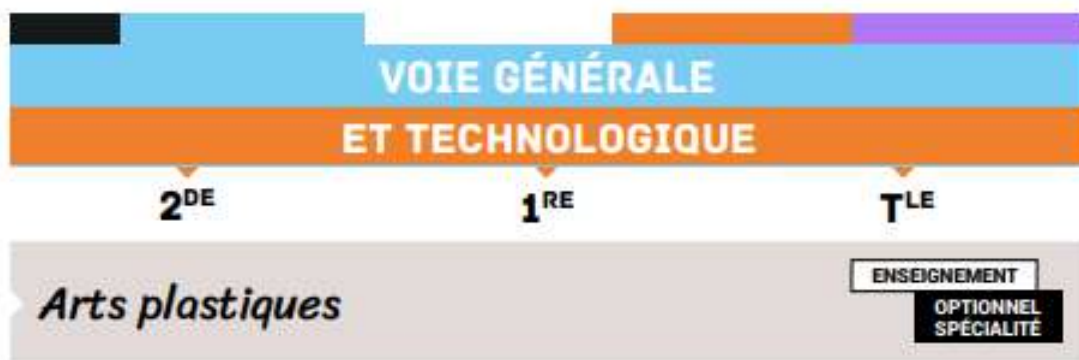 VOIE GÉNÉRALE
ET TECHNOLOGIQUE
2DE 1RE TLE
Arts plastiques
ENSEIGNEMENT
OPTIONNEL
SPÉCIALITÉ